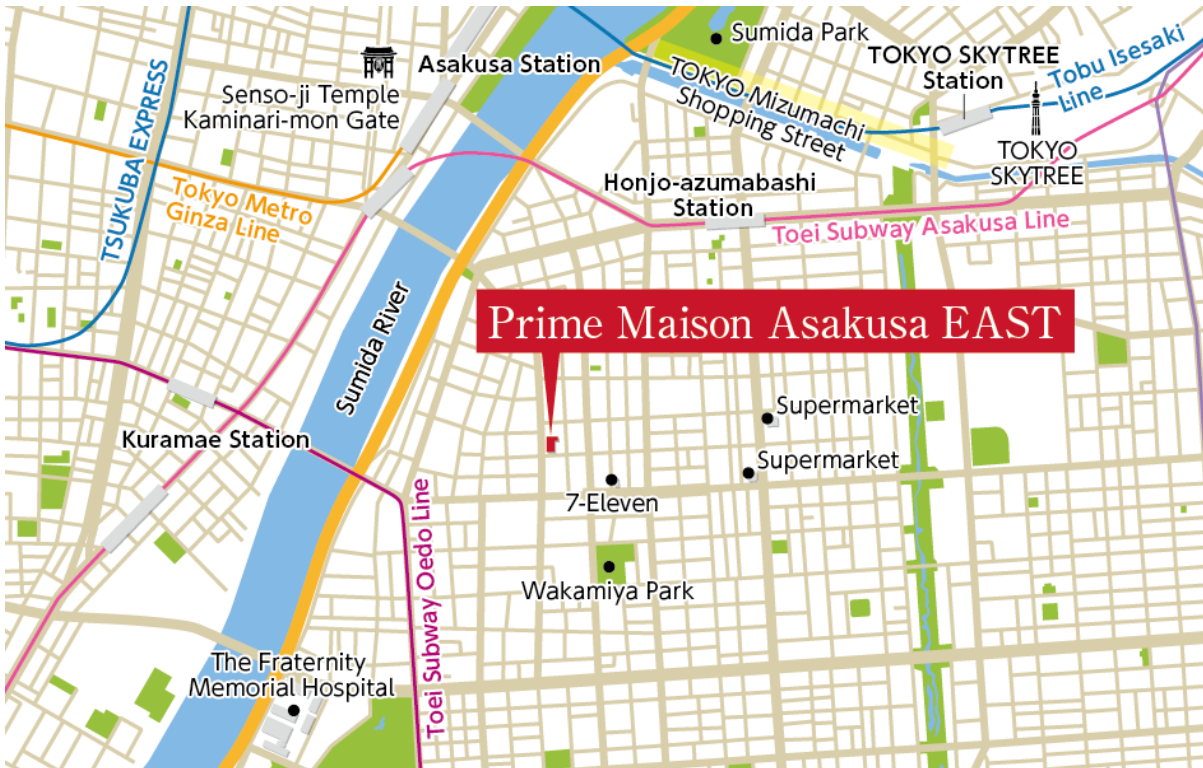 Sumida Park
TOKYO SKYTREE
Station
Tobu Isesaki
Line
Asakusa Station
Senso-ji Temple
Kaminari-mon Gate
TOKYO Mizumachi
Shopping Street
TOKYO
SKYTREE
TSUKUBA EXPRESS
Tokyo Metro
Ginza Line
Honjo-azumabashi
Station
Toei Subway Asakusa Line
Prime Maison Asakusa EAST
Sumida River
Kuramae Station
Supermarket
Supermarket
7-Eleven
Wakamiya Park
Toei Subway Oedo Line
The Fraternity
Memorial Hospital